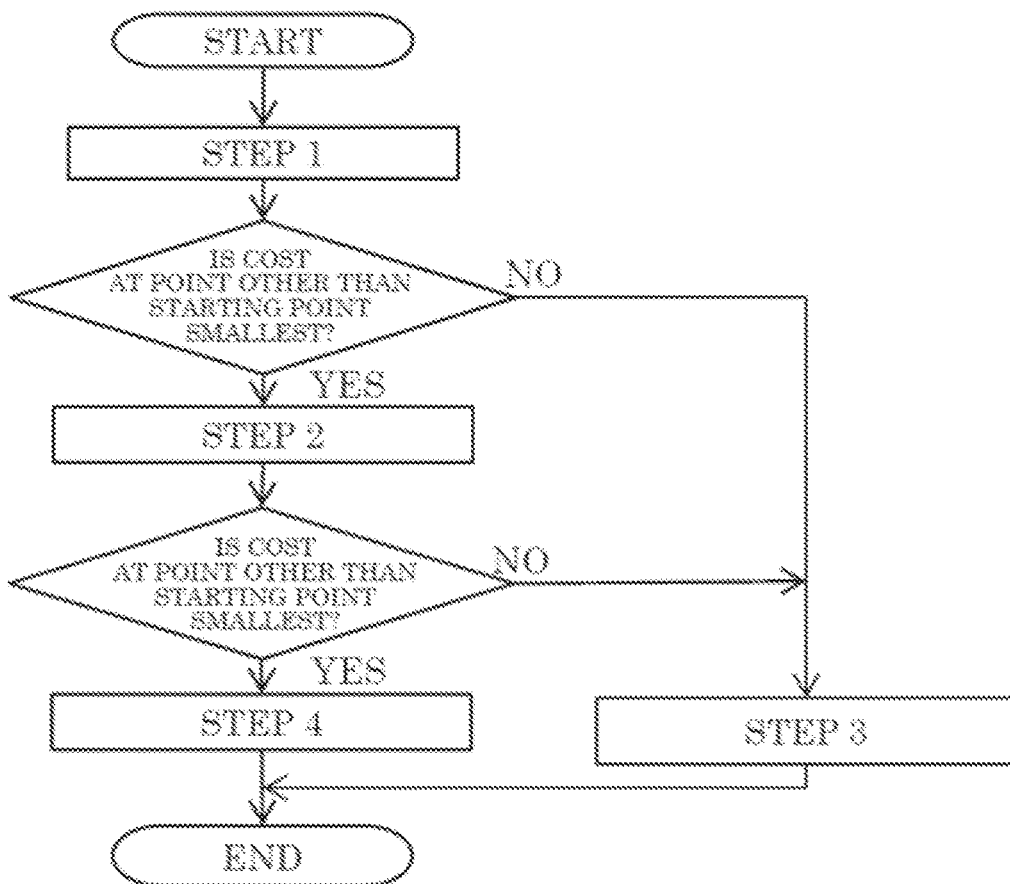 START
STEP 1
IS COST
AT POINT OTHER THAN
STARTING POINT
SMALLEST?
NO
YES
STEP 2
IS COST
AT POINT OTHER THAN
STARTING POINT
SMALLEST?
NO
YES
STEP 4
STEP 3
END